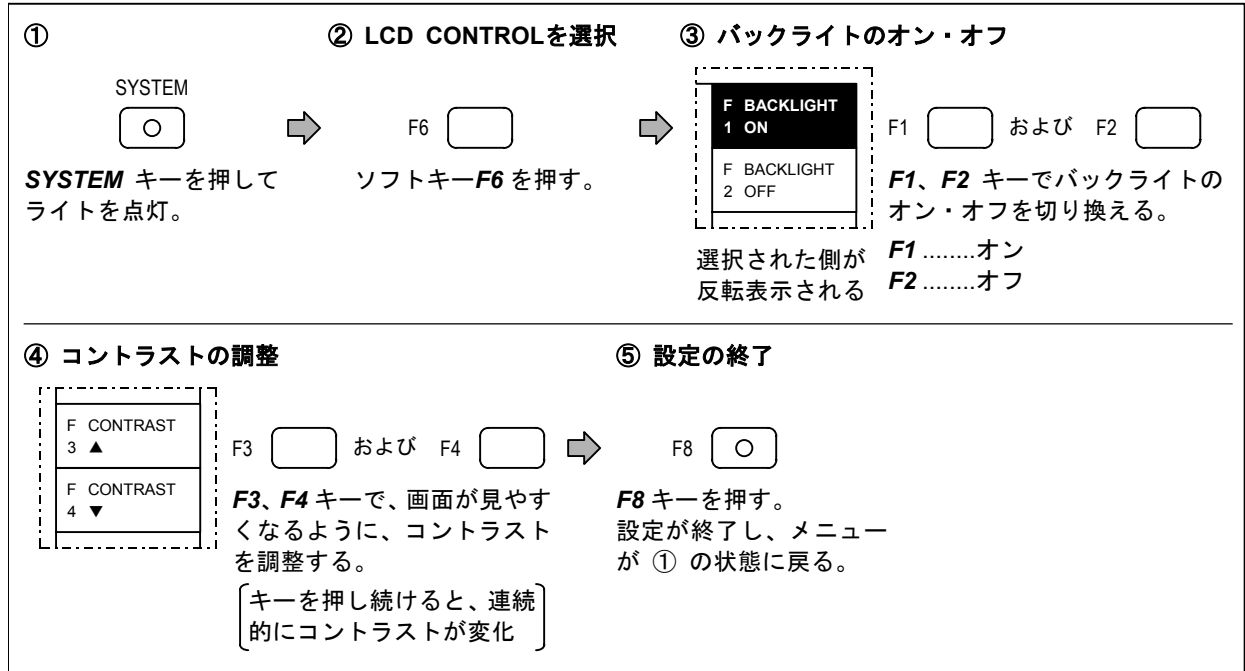 ①
② LCD CONTROLを選択
③ バックライトのオン・オフ
SYSTEM
SYSTEM キーを押して
ライトを点灯。
F6
ソフトキーF6 を押す。
F BACKLIGHT
1 ON
F BACKLIGHT
2 OFF
選択された側が
反転表示される
F1 および F2
F1、F2 キーでバックライトの
オン・オフを切り換える。
F1 ........オン
F2 ........オフ
④ コントラストの調整
F CONTRAST
3 ▲
F CONTRAST
4 ▼
F3 および F4
F3、F4 キーで、画面が見やす
くなるように、コントラスト
を調整する。
キーを押し続けると、連続
的にコントラストが変化
⑤ 設定の終了
F8
F8 キーを押す。
設定が終了し、メニュー
が ① の状態に戻る。